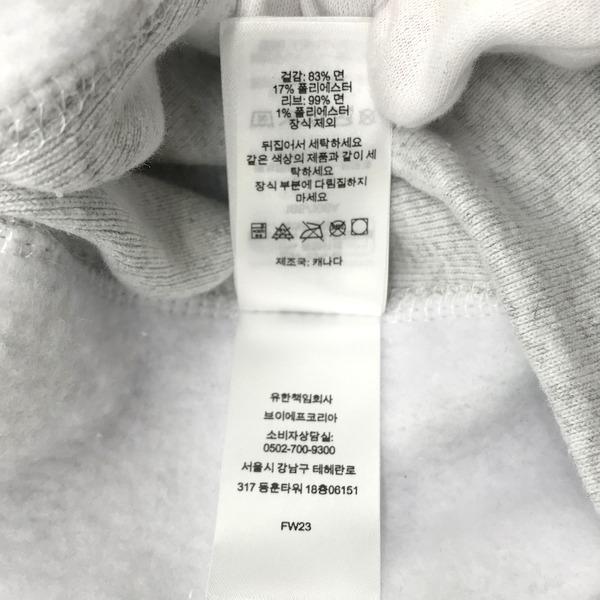 겉감: 83% 면
17% 폴리에스터
리브: 99% 면
1% 폴리에스터
장식 제외
뒤집어서 세탁하세요
같은 색상의 제품과 같이 세
탁하세요
장식 부분에 다림질하지
마세요
제조국: 캐나다
유한책임회사
브이에프코리아
소비자상담실:
0502-700-9300
서울시 강남구 테헤란로
317 동훈타워 18층06151
FW23